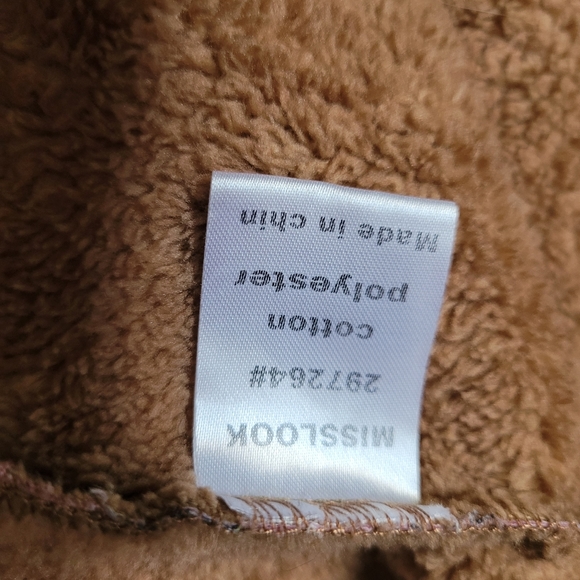 MISSLOOK
297264#
cotton
polyester
Made in chin